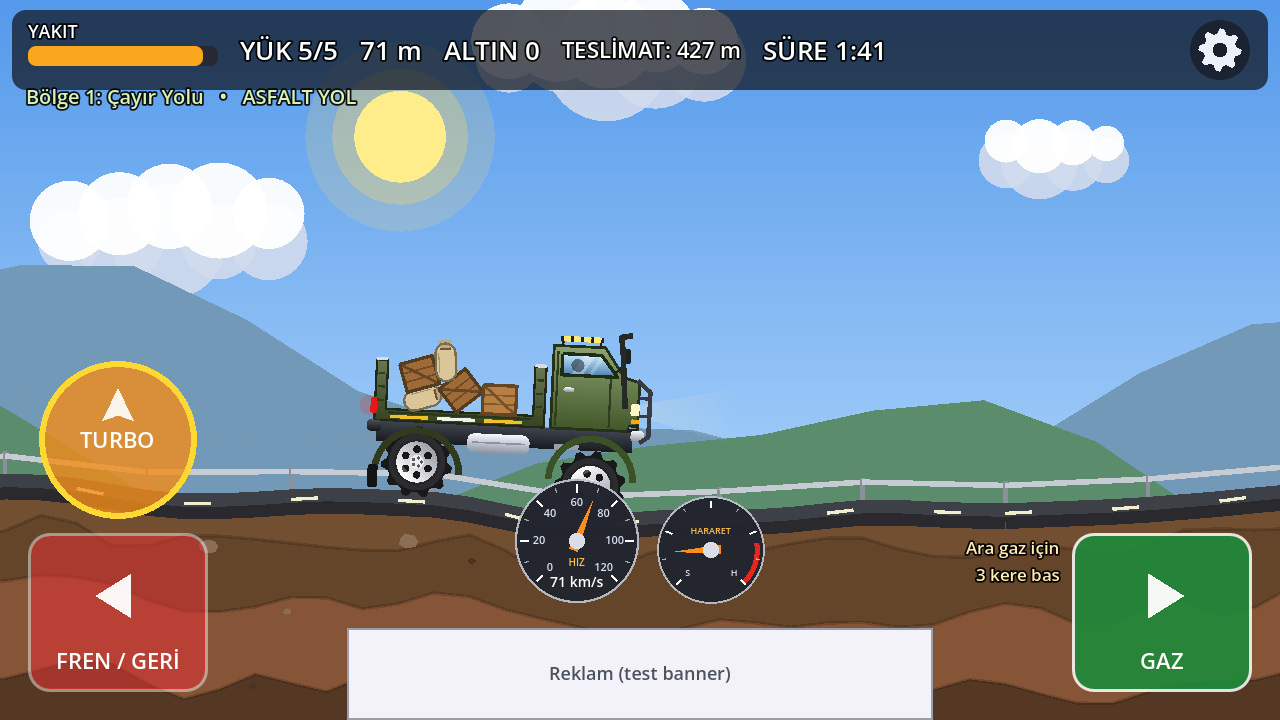 YAKIT
YÜK 5/5 71 m ALTIN 0 TESLİMAT: 427 m SÜRE 1:41
Bölge 1: Çayır Yolu • ASFALT YOL
TURBO
FREN / GERİ
0 20 40 60 80 100 120
HIZ
71 km/s
HARARET
S H
Ara gaz için
3 kere bas
GAZ
Reklam (test banner)